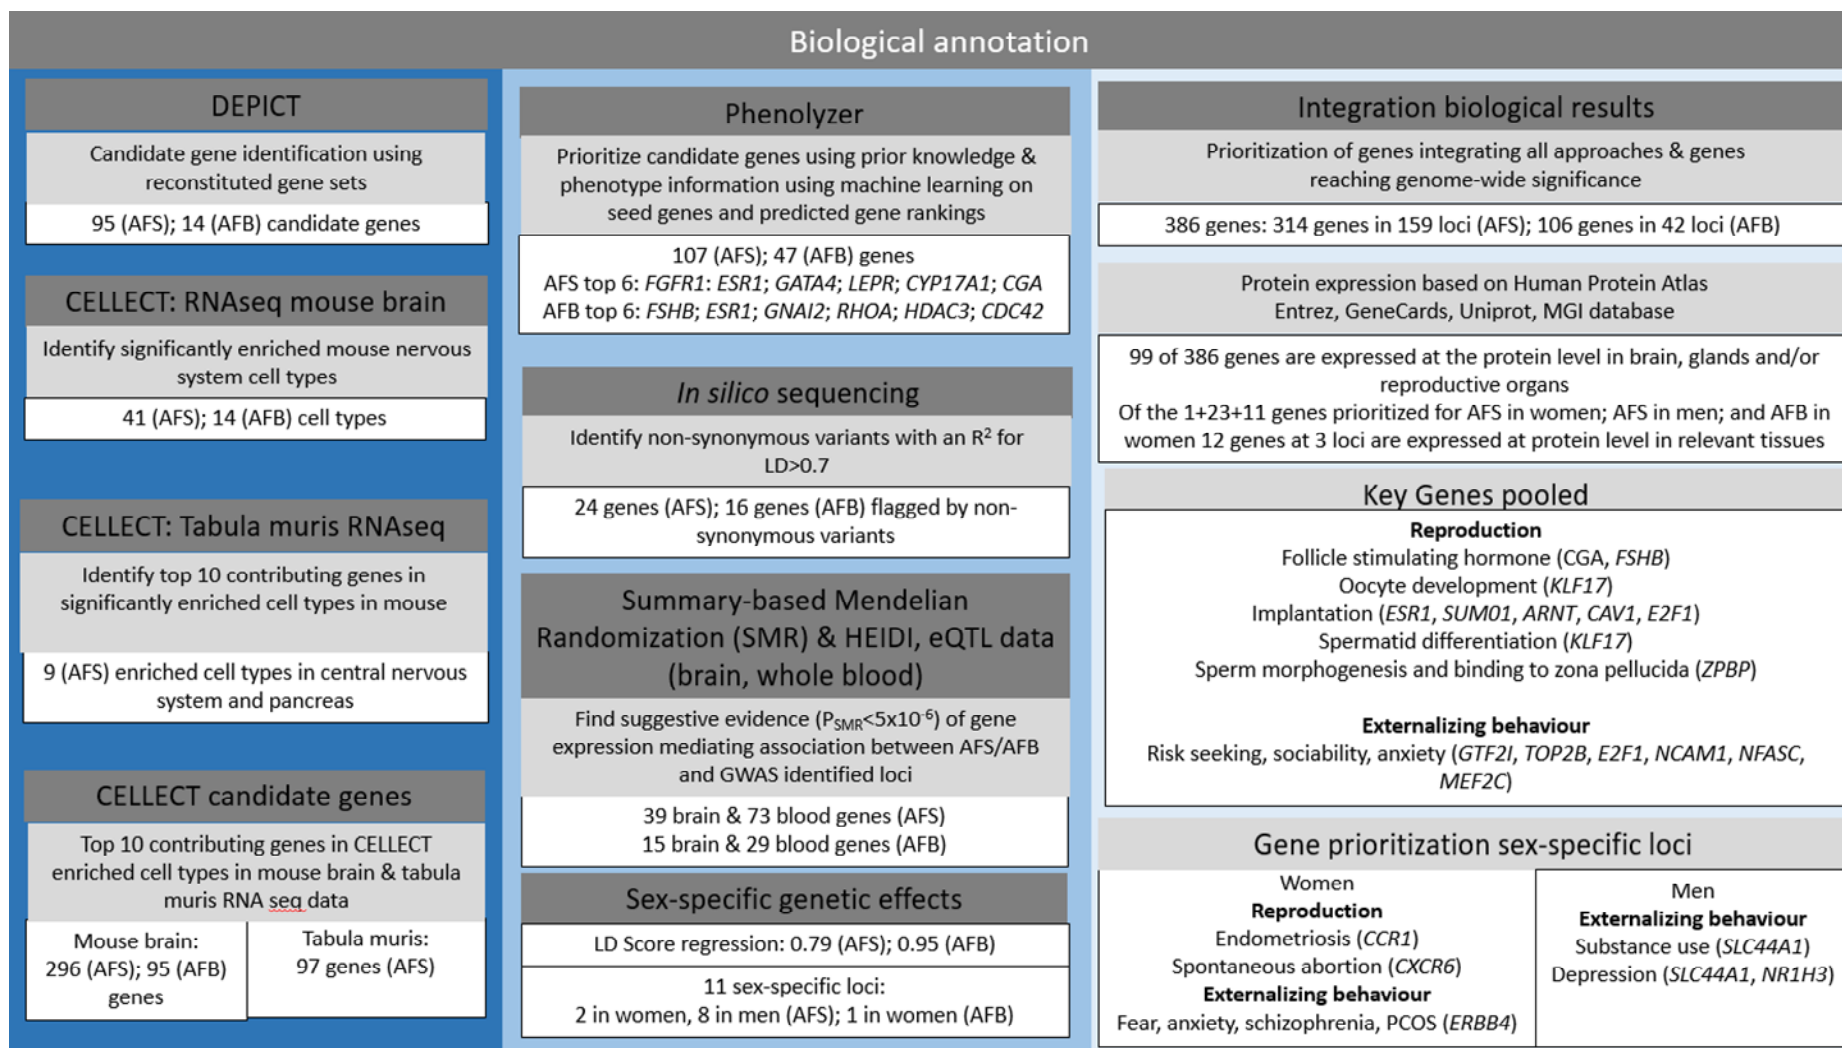 Biological annotation
DEPICT
Candidate gene identification using
reconstituted gene sets
95 (AFS); 14 (AFB) candidate genes
CELLECT: RNAseq mouse brain
Identify significantly enriched mouse nervous
system cell types
41 (AFS); 14 (AFB) cell types
CELLECT: Tabula muris RNAseq
Identify top 10 contributing genes in
significantly enriched cell types in mouse
9 (AFS) enriched cell types in central nervous
system and pancreas
CELLECT candidate genes
Top 10 contributing genes in CELLECT
enriched cell types in mouse brain & tabula
muris RNA seq data
Mouse brain:
296 (AFS); 95 (AFB)
genes
Tabula muris:
97 genes (AFS)
Phenolyzer
Prioritize candidate genes using prior knowledge &
phenotype information using machine learning on
seed genes and predicted gene rankings
107 (AFS); 47 (AFB) genes
AFS top 6: FGFR1: ESR1; GATA4; LEPR; CYP17A1; CGA
AFB top 6: FSHB; ESR1; GNAI2; RHOA; HDAC3; CDC42
In silico sequencing
Identify non-synonymous variants with an R² for
LD>0.7
24 genes (AFS); 16 genes (AFB) flagged by non-
synonymous variants
Summary-based Mendelian
Randomization (SMR) & HEIDI, eQTL data
(brain, whole blood)
Find suggestive evidence (PSMR<5x10⁻⁶) of gene
expression mediating association between AFS/AFB
and GWAS identified loci
39 brain & 73 blood genes (AFS)
15 brain & 29 blood genes (AFB)
Sex-specific genetic effects
LD Score regression: 0.79 (AFS); 0.95 (AFB)
11 sex-specific loci:
2 in women, 8 in men (AFS); 1 in women (AFB)
Integration biological results
Prioritization of genes integrating all approaches & genes
reaching genome-wide significance
386 genes: 314 genes in 159 loci (AFS); 106 genes in 42 loci (AFB)
Protein expression based on Human Protein Atlas
Entrez, GeneCards, Uniprot, MGI database
99 of 386 genes are expressed at the protein level in brain, glands and/or
reproductive organs
Of the 1+23+11 genes prioritized for AFS in women; AFS in men; and AFB in
women 12 genes at 3 loci are expressed at protein level in relevant tissues
Key Genes pooled
Reproduction
Follicle stimulating hormone (CGA, FSHB)
Oocyte development (KLF17)
Implantation (ESR1, SUM01, ARNT, CAV1, E2F1)
Spermatid differentiation (KLF17)
Sperm morphogenesis and binding to zona pellucida (ZPBP)
Externalizing behaviour
Risk seeking, sociability, anxiety (GTF2I, TOP2B, E2F1, NCAM1, NFASC,
MEF2C)
Gene prioritization sex-specific loci
Women
Reproduction
Endometriosis (CCR1)
Spontaneous abortion (CXCR6)
Externalizing behaviour
Fear, anxiety, schizophrenia, PCOS (ERBB4)
Men
Externalizing behaviour
Substance use (SLC44A1)
Depression (SLC44A1, NR1H3)